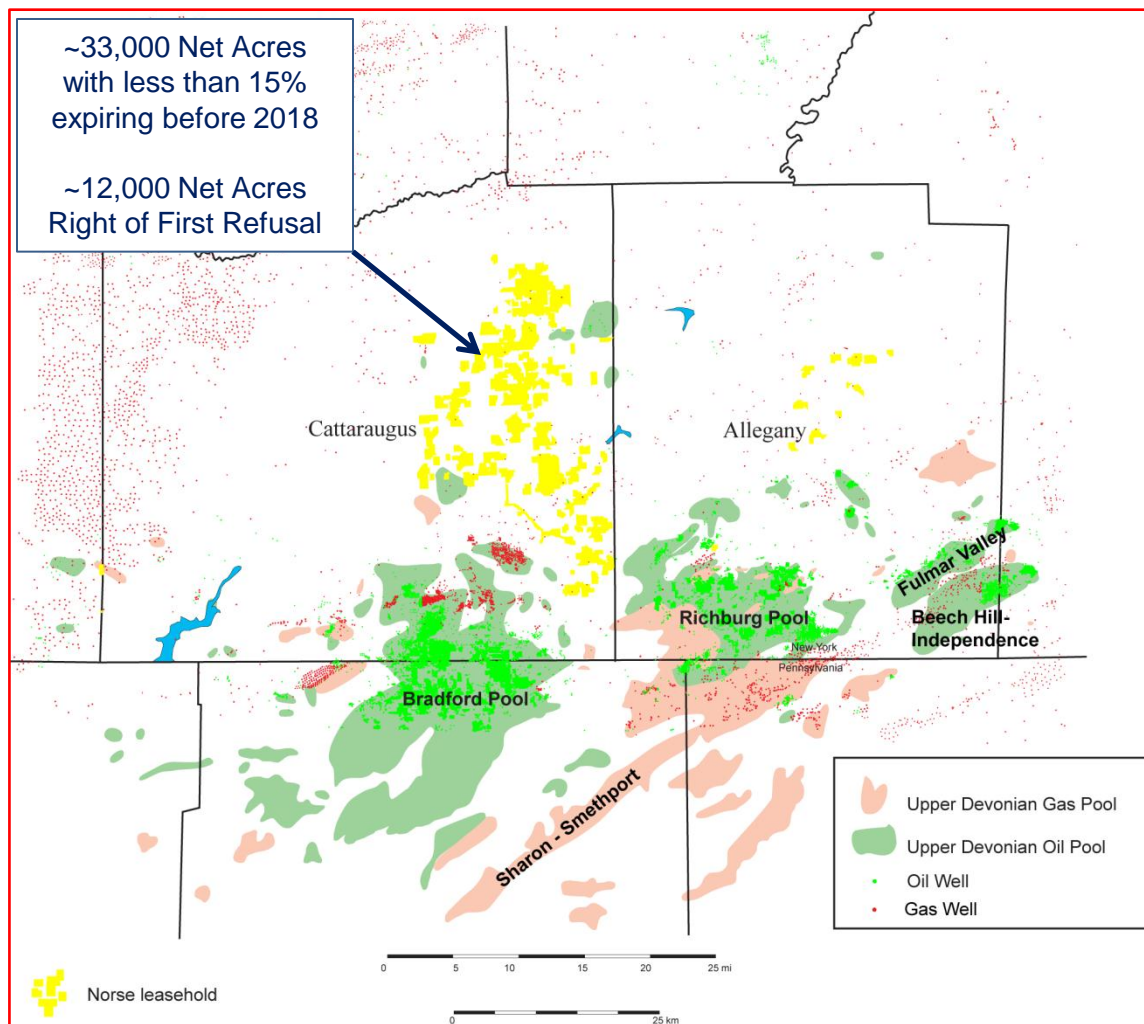 ~33,000 Net Acres
with less than 15%
expiring before 2018
~12,000 Net Acres
Right of First Refusal
Cattaraugus
Allegany
Fulmar Valley
Beech Hill-
Independence
Richburg Pool
New York
Pennsylvania
Bradford Pool
Sharon - Smethport
Upper Devonian Gas Pool
Upper Devonian Oil Pool
Oil Well
Gas Well
0 5 10 15 20 25 mi
Norse leasehold
0 25 km